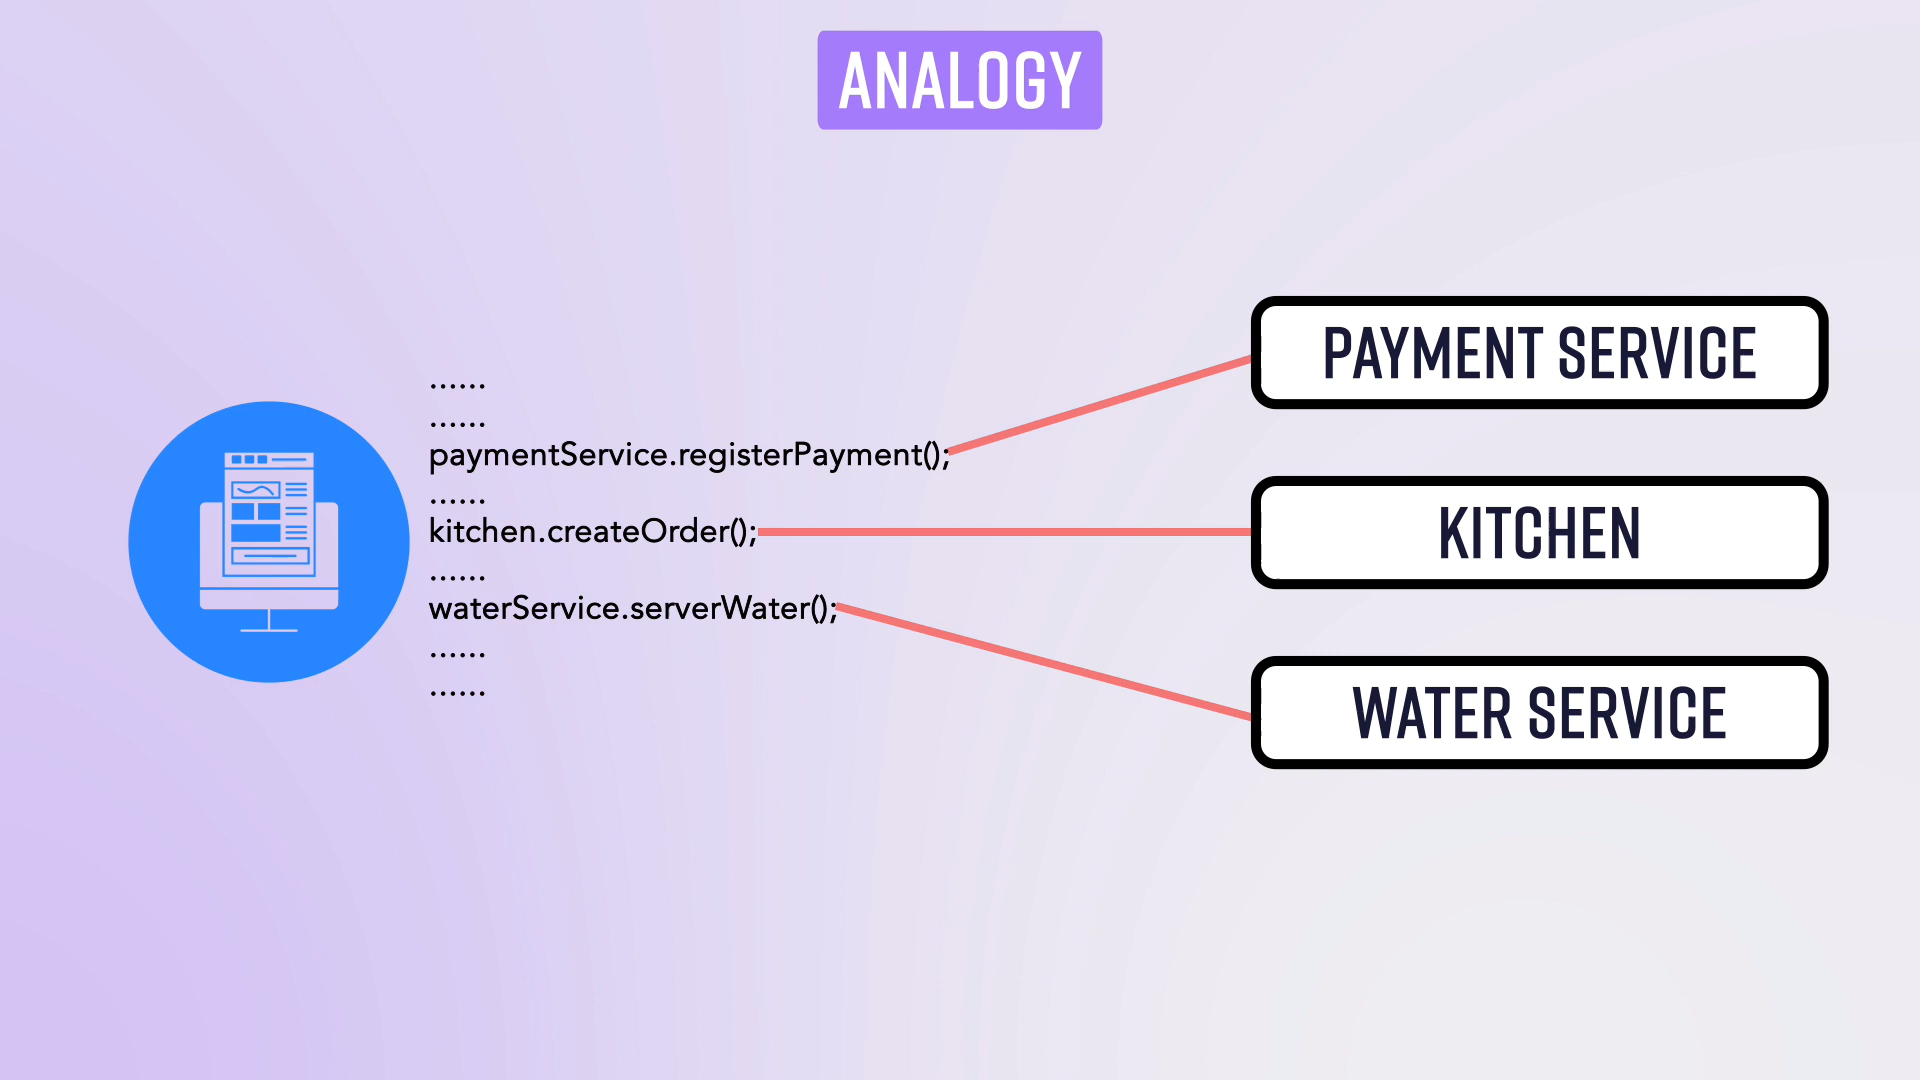 ANALOGY
......
......
paymentService.registerPayment();
......
kitchen.createOrder();
......
waterService.serverWater();
......
......
PAYMENT SERVICE
KITCHEN
WATER SERVICE